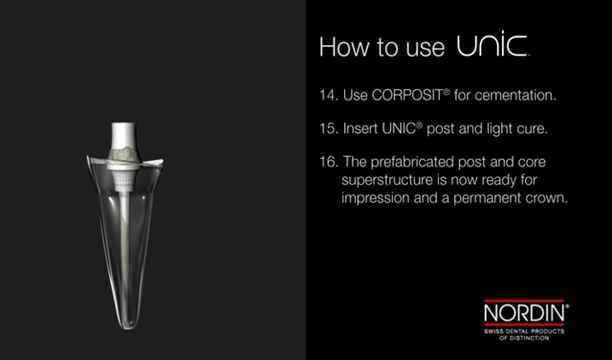 How to use UNIC
14. Use CORPOSIT® for cementation.
15. Insert UNIC® post and light cure.
16. The prefabricated post and core
superstructure is now ready for
impression and a permanent crown.
NORDIN®
SWISS DENTAL PRODUCTS
OF DISTINCTION